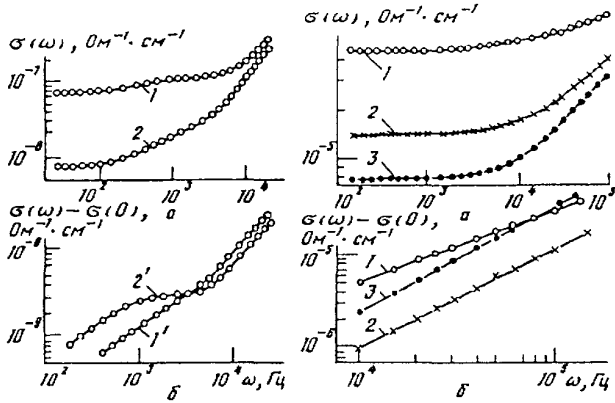 σ(ω), Ом⁻¹·см⁻¹
10⁻⁷
10⁻⁸
1
2
10² 10³ 10⁴
а
σ(ω), Ом⁻¹·см⁻¹
10⁻⁵
1
2
3
10² 10³ 10⁴ 10⁵
а
σ(ω)−σ(0),
Ом⁻¹·см⁻¹
10⁻⁸
10⁻⁹
2'
1'
10² 10³ 10⁴ ω, Гц
б
σ(ω)−σ(0),
Ом⁻¹·см⁻¹
10⁻⁵
10⁻⁶
1
3
2
10⁴ 10⁵ ω, Гц
б